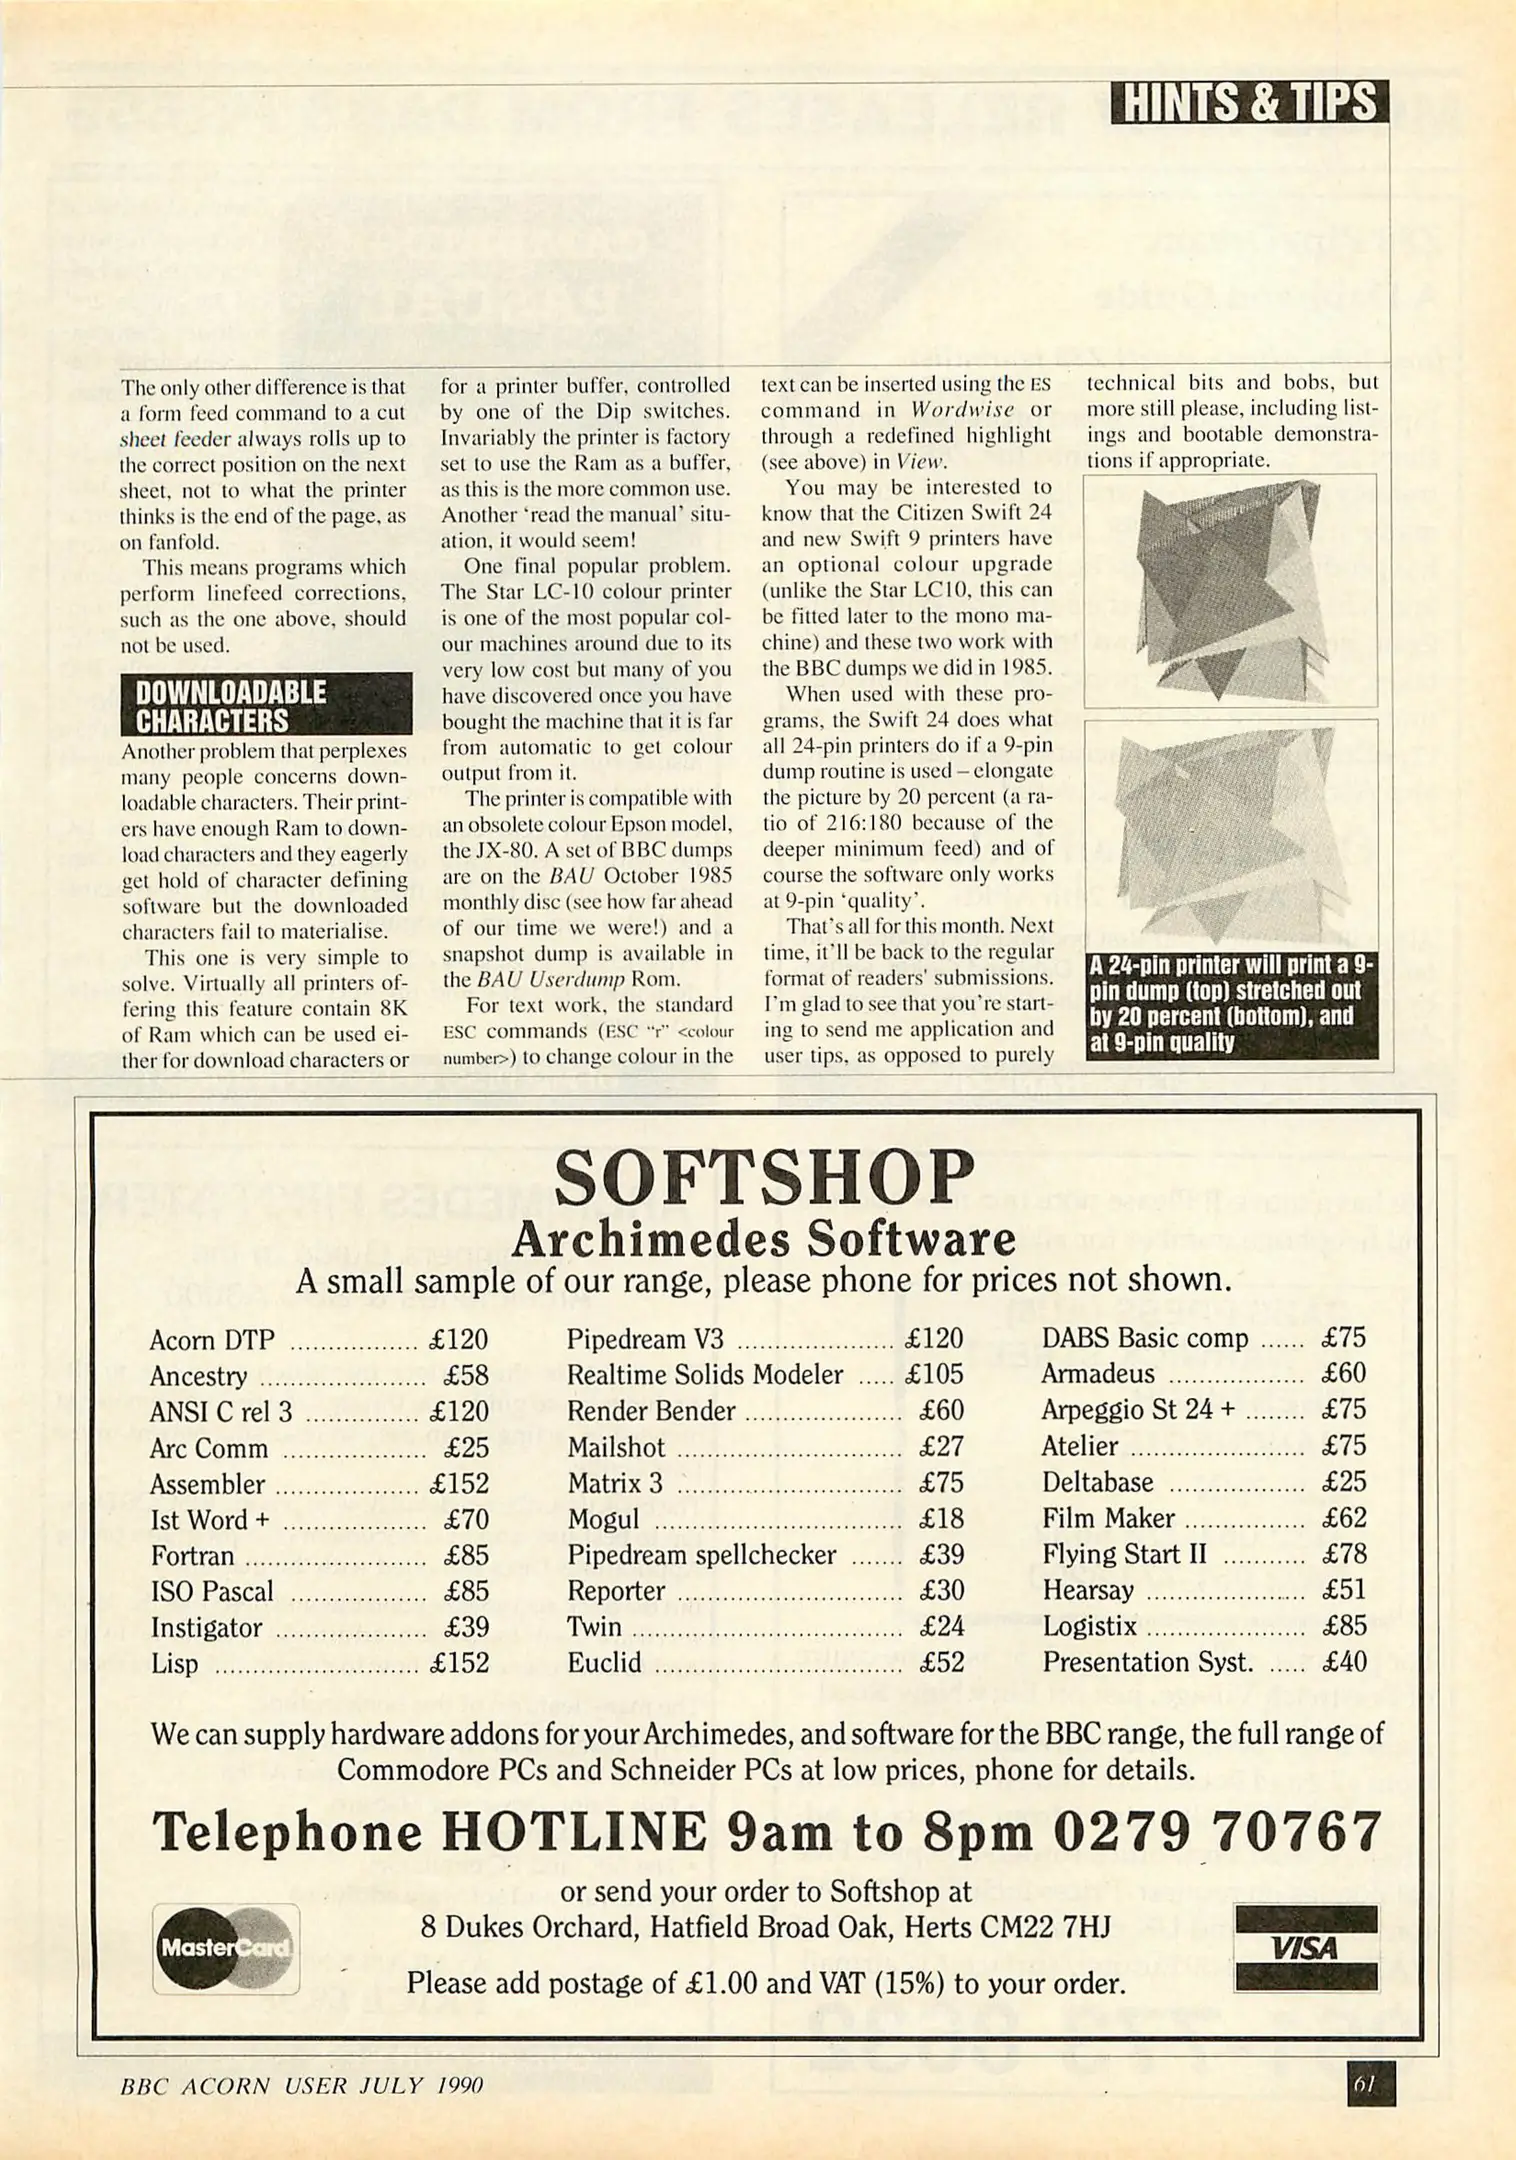 HINTS & TIPS
The only other difference is that
a form feed command to a cut
sheet feeder always rolls up to
the correct position on the next
sheet, not to what the printer
thinks is the end of the page, as
on fanfold.
This means programs which
perform linefeed corrections,
such as the one above, should
not be used.
DOWNLOADABLE
CHARACTERS
Another problem that perplexes
many people concerns down-
loadable characters. Their print-
ers have enough Ram to down-
load characters and they eagerly
get hold of character defining
software but the downloaded
characters fail to materialise.
This one is very simple to
solve. Virtually all printers of-
fering this feature contain 8K
of Ram which can be used ei-
ther for download characters or
for a printer buffer, controlled
by one of the Dip switches.
Invariably the printer is factory
set to use the Ram as a buffer,
as this is the more common use.
Another ‘read the manual’ situ-
ation, it would seem!
One final popular problem.
The Star LC-10 colour printer
is one of the most popular col-
our machines around due to its
very low cost but many of you
have discovered once you have
bought the machine that it is far
from automatic to get colour
output from it.
The printer is compatible with
an obsolete colour Epson model,
the JX-80. A set of BBC dumps
are on the BAU October 1985
monthly disc (see how far ahead
of our time we were!) and a
snapshot dump is available in
the BAU Userdump Rom.
For text work, the standard
ESC commands (ESC “r” <colour
number>) to change colour in the
text can be inserted using the ES
command in Wordwise or
through a redefined highlight
(see above) in View.
You may be interested to
know that the Citizen Swift 24
and new Swift 9 printers have
an optional colour upgrade
(unlike the Star LC10, this can
be fitted later to the mono ma-
chine) and these two work with
the BBC dumps we did in 1985.
When used with these pro-
grams, the Swift 24 does what
all 24-pin printers do if a 9-pin
dump routine is used – elongate
the picture by 20 percent (a ra-
tio of 216:180 because of the
deeper minimum feed) and of
course the software only works
at 9-pin ‘quality’.
That’s all for this month. Next
time, it’ll be back to the regular
format of readers' submissions.
I’m glad to see that you’re start-
ing to send me application and
user tips, as opposed to purely
technical bits and bobs, but
more still please, including list-
ings and bootable demonstra-
tions if appropriate.
A 24-pin printer will print a 9-
pin dump (top) stretched out
by 20 percent (bottom), and
at 9-pin quality
SOFTSHOP
Archimedes Software
A small sample of our range, please phone for prices not shown.
Acorn DTP ................. £120
Ancestry ...................... £58
ANSI C rel 3 ............... £120
Arc Comm ................... £25
Assembler ................... £152
Ist Word + ................... £70
Fortran ........................ £85
ISO Pascal .................. £85
Instigator .................... £39
Lisp ........................... £152
Pipedream V3 ..................... £120
Realtime Solids Modeler ..... £105
Render Bender ..................... £60
Mailshot .............................. £27
Matrix 3 .............................. £75
Mogul ................................. £18
Pipedream spellchecker ....... £39
Reporter .............................. £30
Twin .................................... £24
Euclid ................................. £52
DABS Basic comp ...... £75
Armadeus .................. £60
Arpeggio St 24 + ........ £75
Atelier ....................... £75
Deltabase .................. £25
Film Maker ................ £62
Flying Start II ........... £78
Hearsay ..................... £51
Logistix ..................... £85
Presentation Syst. ..... £40
We can supply hardware addons for your Archimedes, and software for the BBC range, the full range of
Commodore PCs and Schneider PCs at low prices, phone for details.
Telephone HOTLINE 9am to 8pm 0279 70767
or send your order to Softshop at
8 Dukes Orchard, Hatfield Broad Oak, Herts CM22 7HJ
Please add postage of £1.00 and VAT (15%) to your order.
MasterCard
VISA
BBC ACORN USER JULY 1990
61